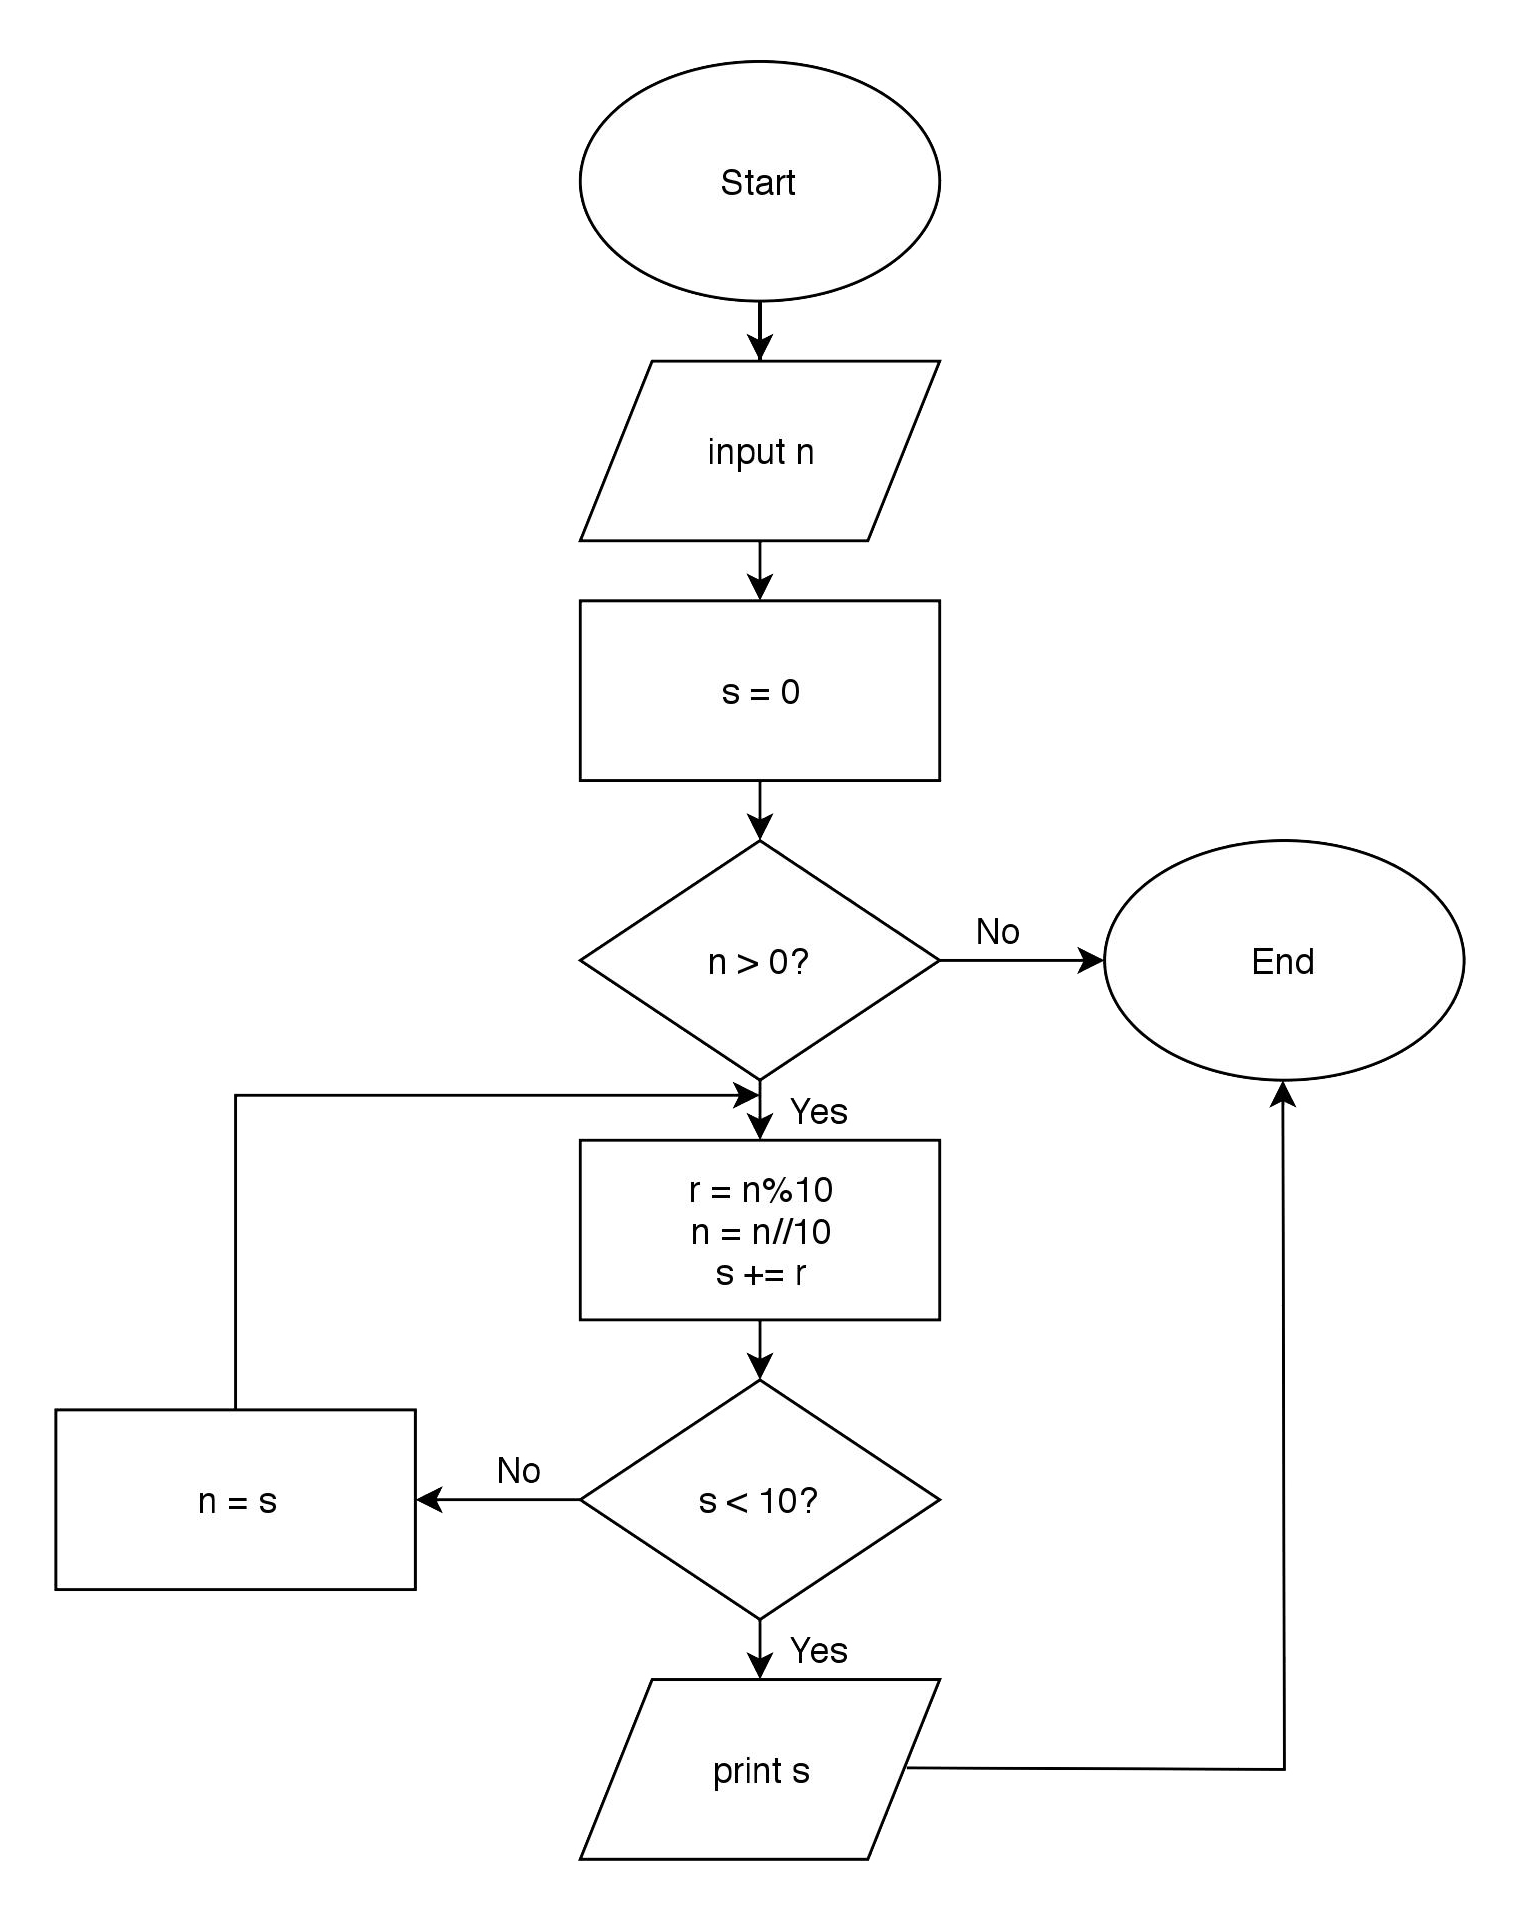 Start
input n
s = 0
n > 0?
No
End
Yes
r = n%10
n = n//10
s += r
No
n = s
s < 10?
Yes
print s